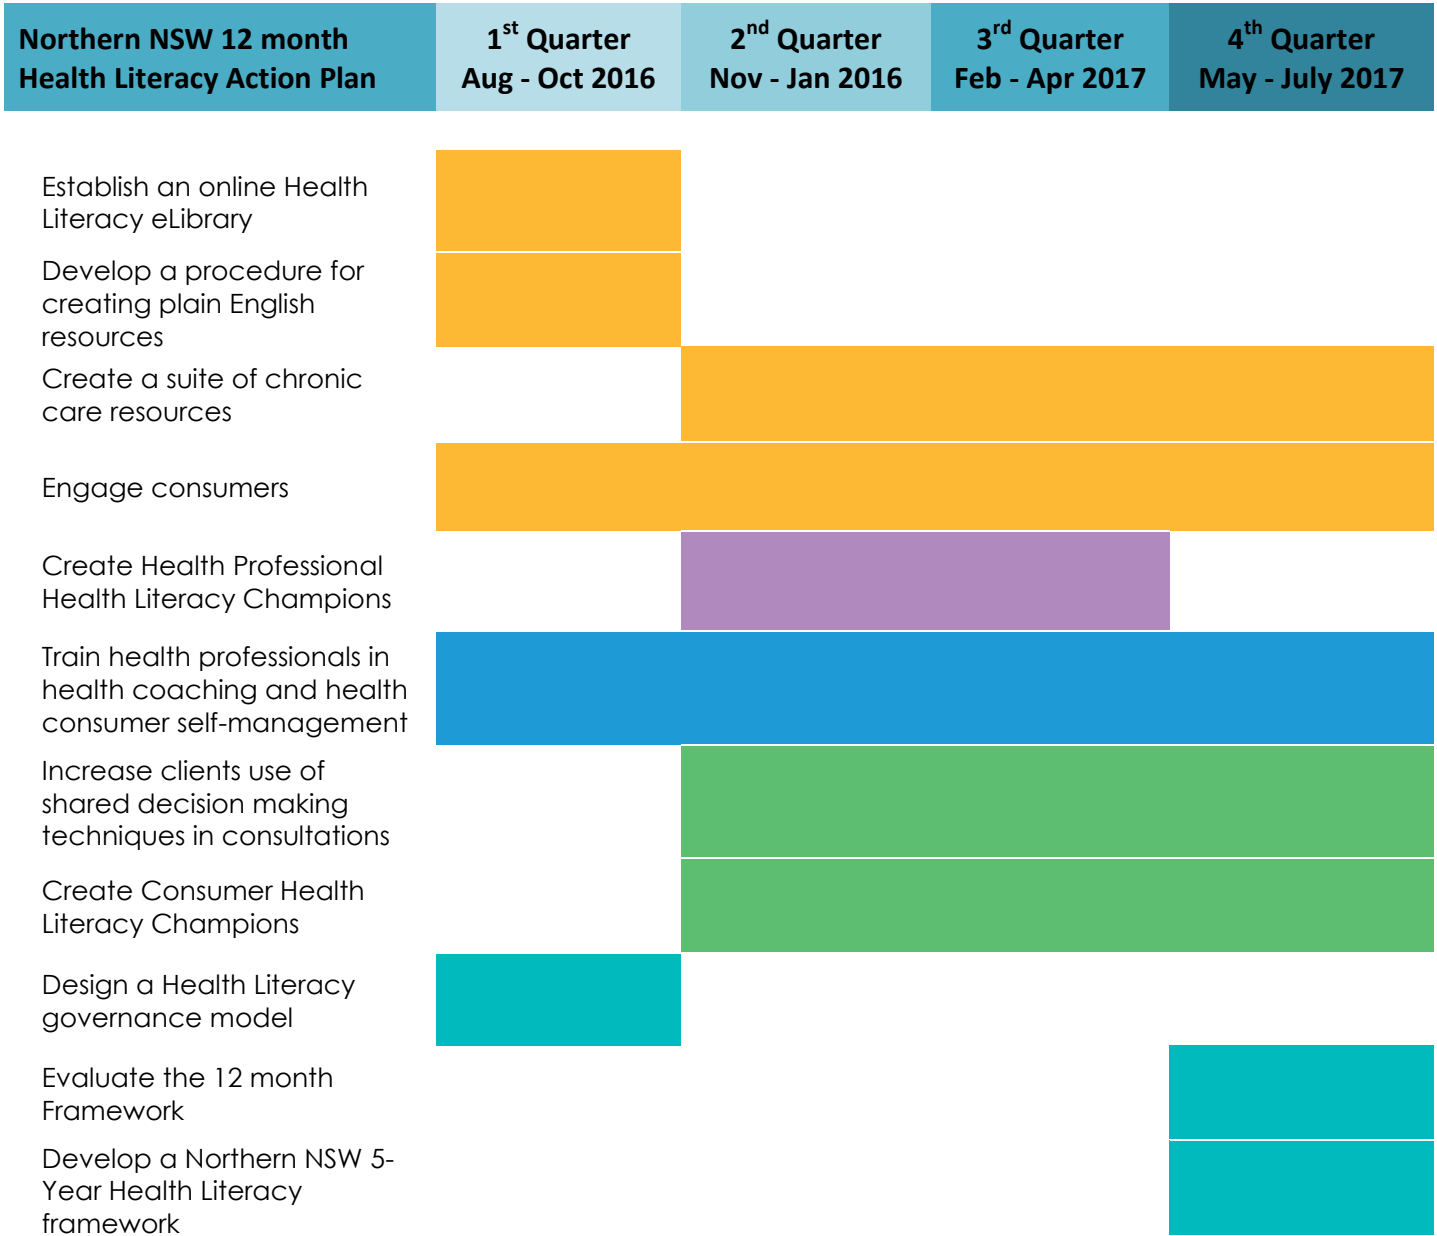 Northern NSW 12 month
Health Literacy Action Plan
1st Quarter
Aug - Oct 2016
2nd Quarter
Nov - Jan 2016
3rd Quarter
Feb - Apr 2017
4th Quarter
May - July 2017
Establish an online Health
Literacy eLibrary
Develop a procedure for
creating plain English
resources
Create a suite of chronic
care resources
Engage consumers
Create Health Professional
Health Literacy Champions
Train health professionals in
health coaching and health
consumer self-management
Increase clients use of
shared decision making
techniques in consultations
Create Consumer Health
Literacy Champions
Design a Health Literacy
governance model
Evaluate the 12 month
Framework
Develop a Northern NSW 5-
Year Health Literacy
framework